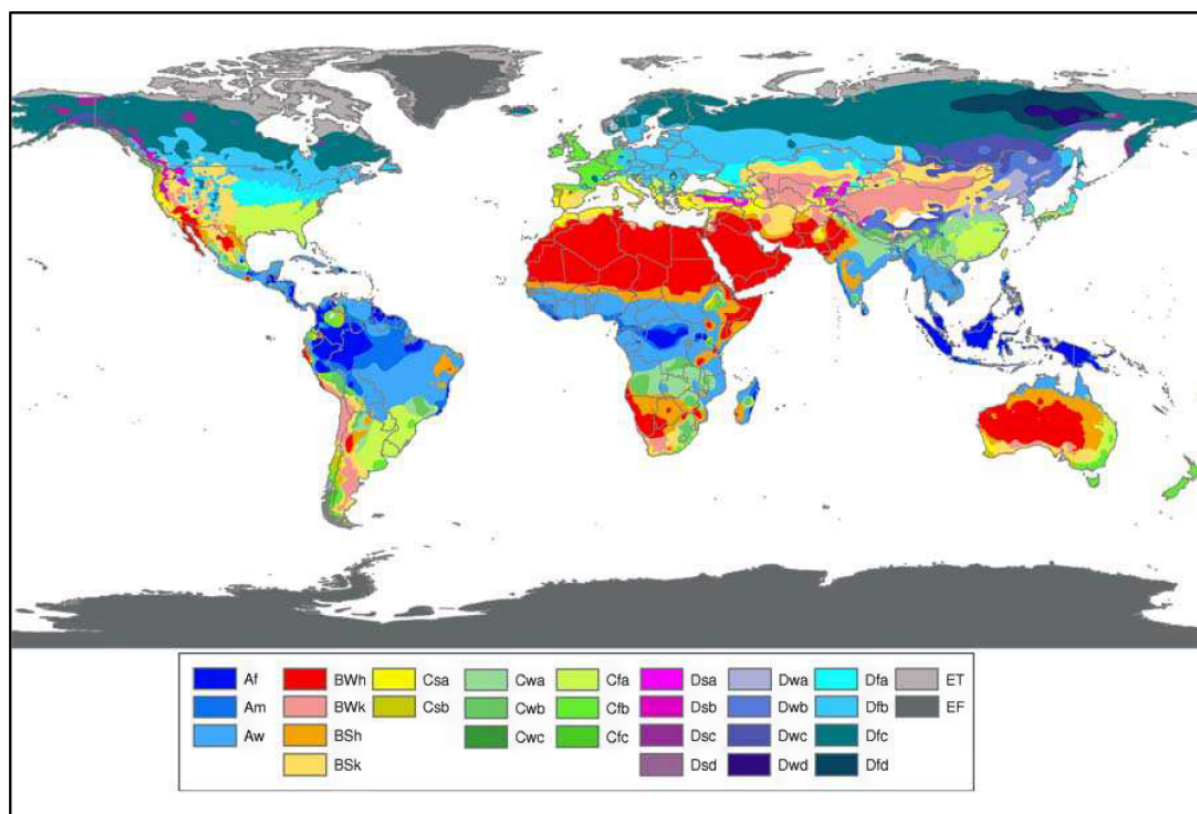 Af BWh Csa Cwa Cfa Dsa Dwa Dfa ET
Am BWk Csb Cwb Cfb Dsb Dwb Dfb EF
Aw BSh Cwc Cfc Dsc Dwc Dfc
BSk Dsd Dwd Dfd